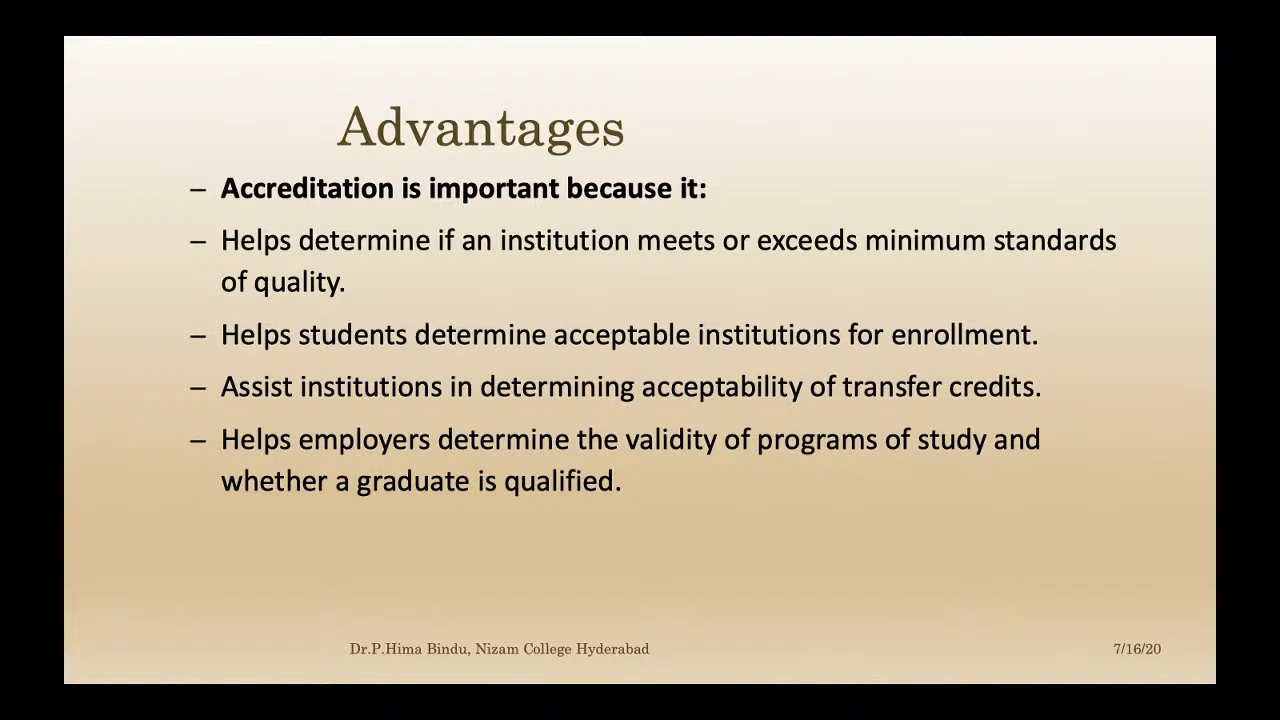 Advantages
– Accreditation is important because it:
– Helps determine if an institution meets or exceeds minimum standards
of quality.
– Helps students determine acceptable institutions for enrollment.
– Assist institutions in determining acceptability of transfer credits.
– Helps employers determine the validity of programs of study and
whether a graduate is qualified.
Dr.P.Hima Bindu, Nizam College Hyderabad
7/16/20